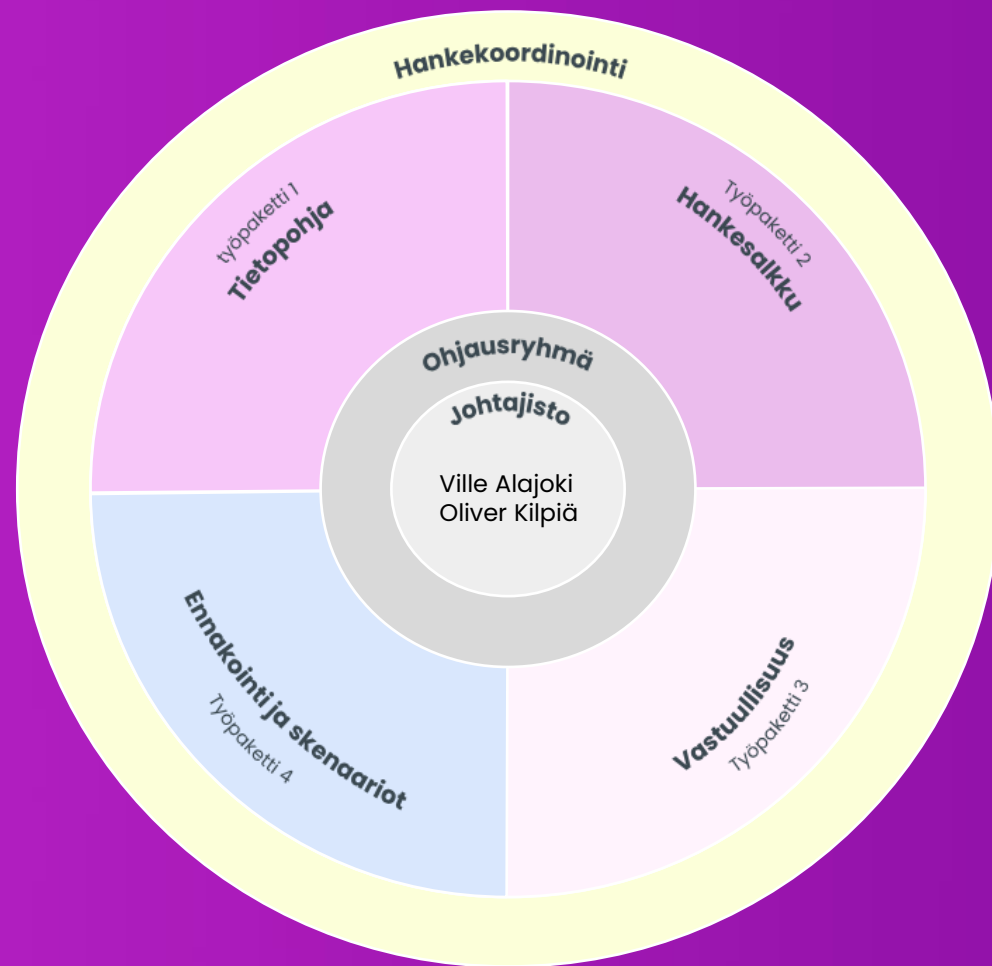 Hankekoordinointi
työpaketti 1
Tietopohja
Työpaketti 2
Hankesalkku
Ohjausryhmä
Johtajisto
Ville Alajoki
Oliver Kilpiä
Ennakointi ja skenaariot
Työpaketti 4
Vastuullisuus
Työpaketti 3